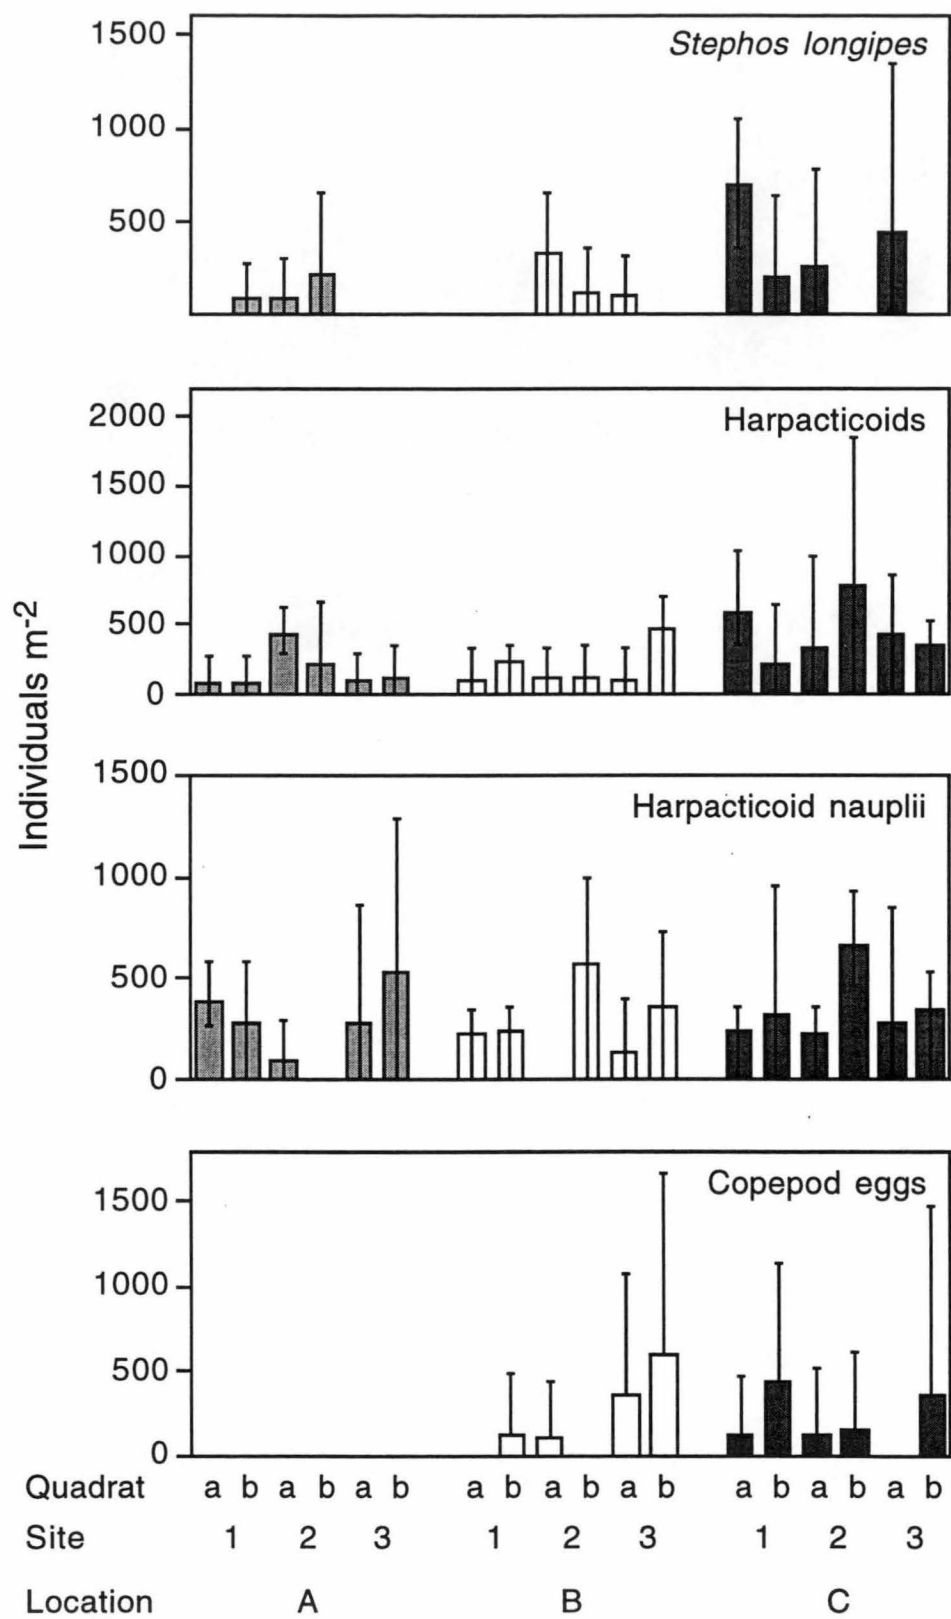 Individuals m-2
Stephos longipes
1500
1000
500
Harpacticoids
2000
1500
1000
500
0
Harpacticoid nauplii
1500
1000
500
0
Copepod eggs
1500
1000
500
0
Quadrat a b a b a b a b a b a b a b a b a b
Site 1 2 3 1 2 3 1 2 3
Location A B C